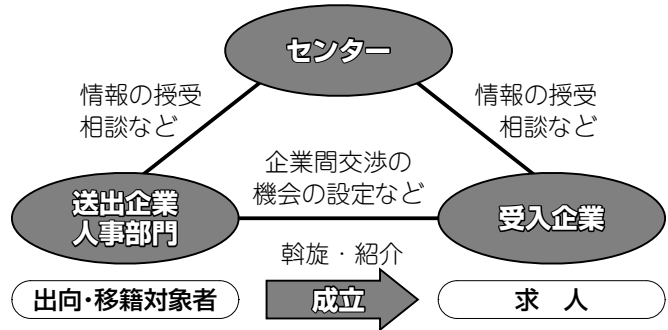 センター
情報の授受
相談など
情報の授受
相談など
企業間交渉の
機会の設定など
送出企業
人事部門
受入企業
斡旋・紹介
出向・移籍対象者
成立
求　人